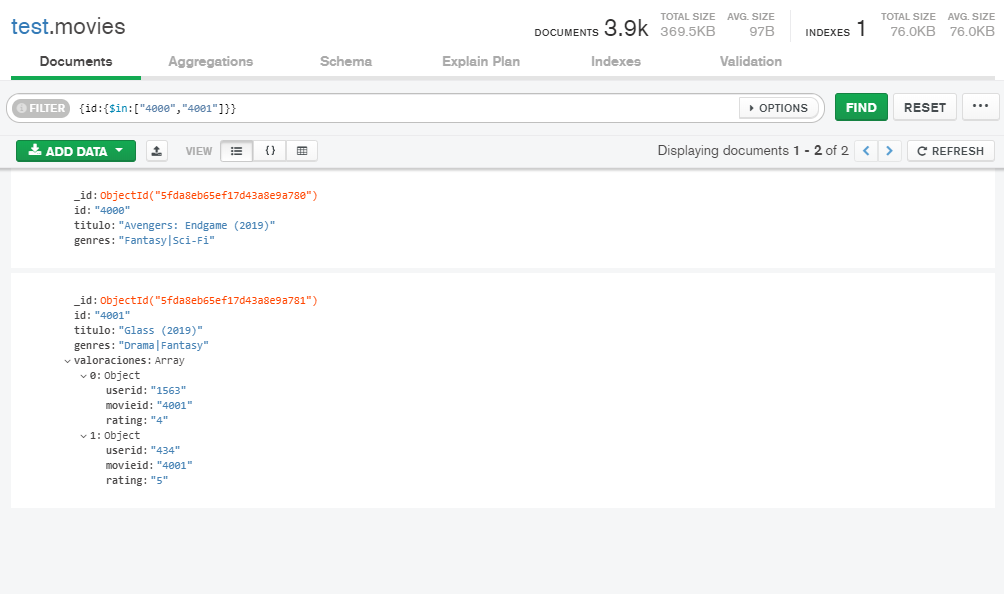 test.movies
DOCUMENTS 3.9k TOTAL SIZE 369.5KB AVG. SIZE 97B INDEXES 1 TOTAL SIZE 76.0KB AVG. SIZE 76.0KB
Documents Aggregations Schema Explain Plan Indexes Validation
FILTER {id:{$in:["4000","4001"]}} OPTIONS FIND RESET ...
ADD DATA VIEW {} Displaying documents 1 - 2 of 2 < > REFRESH
_id: ObjectId("5fda8eb65ef17d43a8e9a780")
id: "4000"
titulo: "Avengers: Endgame (2019)"
genres: "Fantasy|Sci-Fi"
_id: ObjectId("5fda8eb65ef17d43a8e9a781")
id: "4001"
titulo: "Glass (2019)"
genres: "Drama|Fantasy"
valoraciones: Array
0: Object
userid: "1563"
movieid: "4001"
rating: "4"
1: Object
userid: "434"
movieid: "4001"
rating: "5"